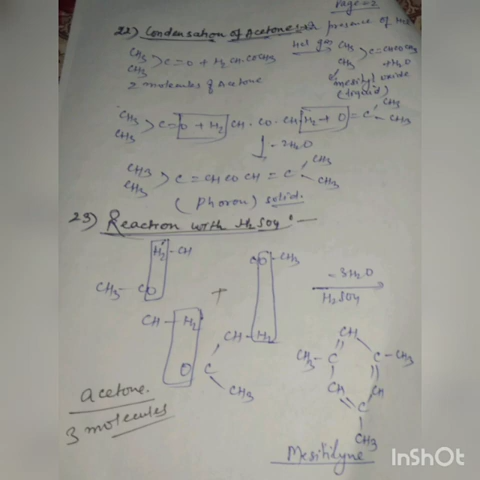 Page-2
22) Condensation of Acetone in presence of HCl
CH3
CH3 > C=O + H2 CH.COCH3 HCl gas CH3
CH3 > C=CHCOCH3
+H2O
2 molecules of acetone
mesityl oxide
(liquid)
CH3
CH3 > C=O + H2 CH.CO.CH H2 + O = C CH3
CH3
-2H2O
CH3
CH3 > C=CHCOCH=C CH3
CH3
(Phoron) solid.
23) Reaction with H2SO4:-
H2-CH
CH3-CO
+
CO-CH3
-3H2O
H2SO4
CH-H2
O
CH-H2
C
CH3
CH
CH3-C C-CH3
CH CH
C
CH3
Acetone.
3 molecules
Mesitilyne
InShOt